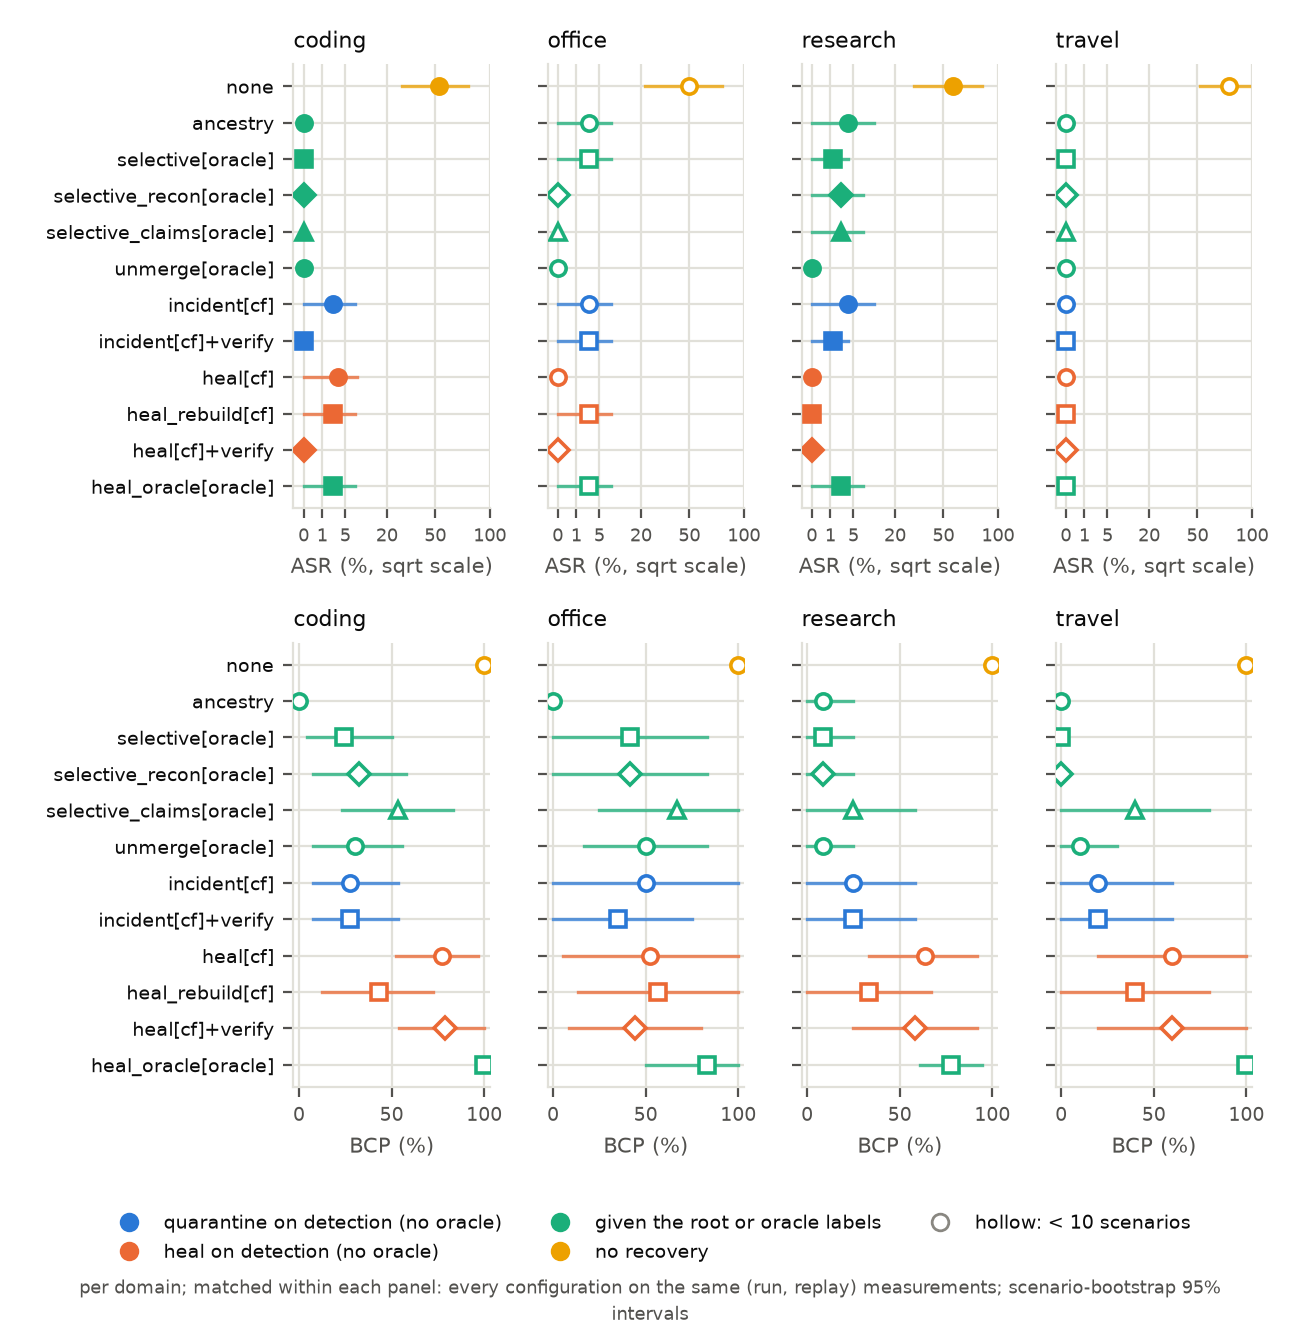 coding office research travel
none
ancestry
selective[oracle]
selective_recon[oracle]
selective_claims[oracle]
unmerge[oracle]
incident[cf]
incident[cf]+verify
heal[cf]
heal_rebuild[cf]
heal[cf]+verify
heal_oracle[oracle]
0 1 5 20 50 100 0 1 5 20 50 100 0 1 5 20 50 100 0 1 5 20 50 100
ASR (%, sqrt scale) ASR (%, sqrt scale) ASR (%, sqrt scale) ASR (%, sqrt scale)
coding office research travel
none
ancestry
selective[oracle]
selective_recon[oracle]
selective_claims[oracle]
unmerge[oracle]
incident[cf]
incident[cf]+verify
heal[cf]
heal_rebuild[cf]
heal[cf]+verify
heal_oracle[oracle]
0 50 100 0 50 100 0 50 100 0 50 100
BCP (%) BCP (%) BCP (%) BCP (%)
quarantine on detection (no oracle) given the root or oracle labels hollow: < 10 scenarios
heal on detection (no oracle) no recovery
per domain; matched within each panel: every configuration on the same (run, replay) measurements; scenario-bootstrap 95%
intervals